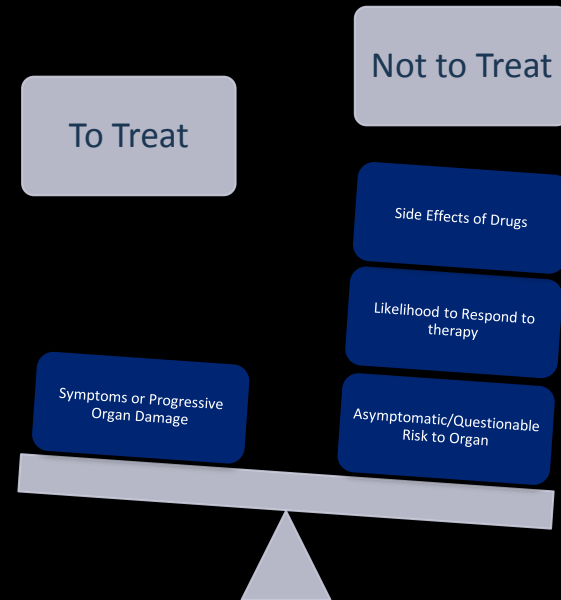 To Treat
Not to Treat
Side Effects of Drugs
Likelihood to Respond to
therapy
Symptoms or Progressive
Organ Damage
Asymptomatic/Questionable
Risk to Organ